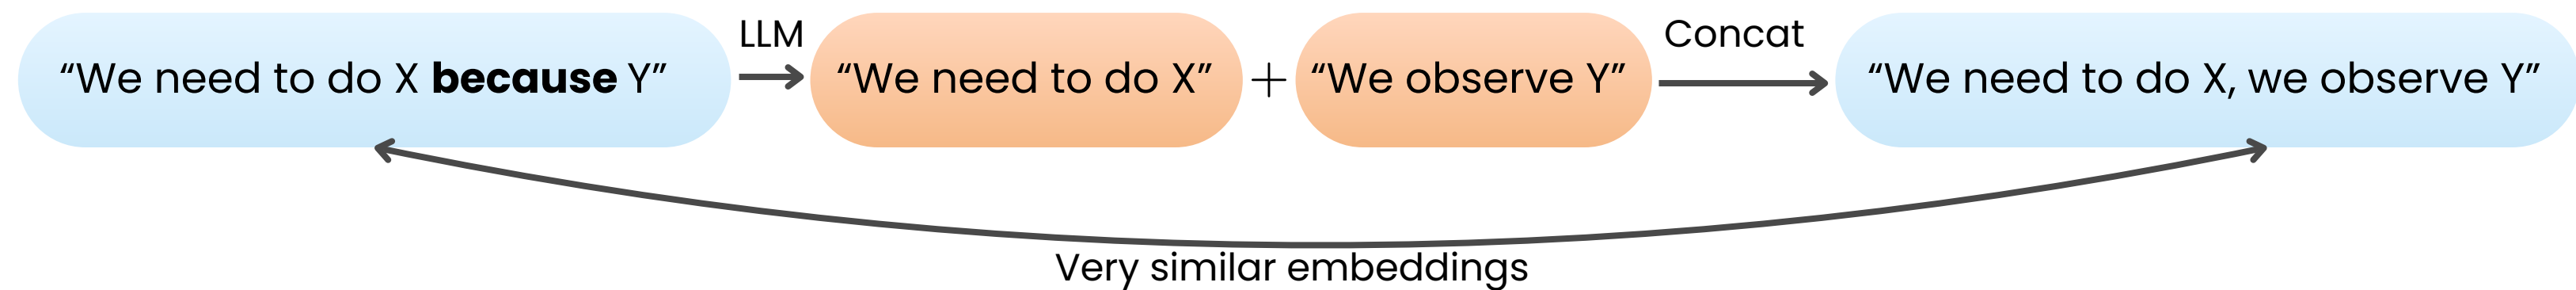 “We need to do X because Y”
LLM
“We need to do X”
+
“We observe Y”
Concat
“We need to do X, we observe Y”
Very similar embeddings